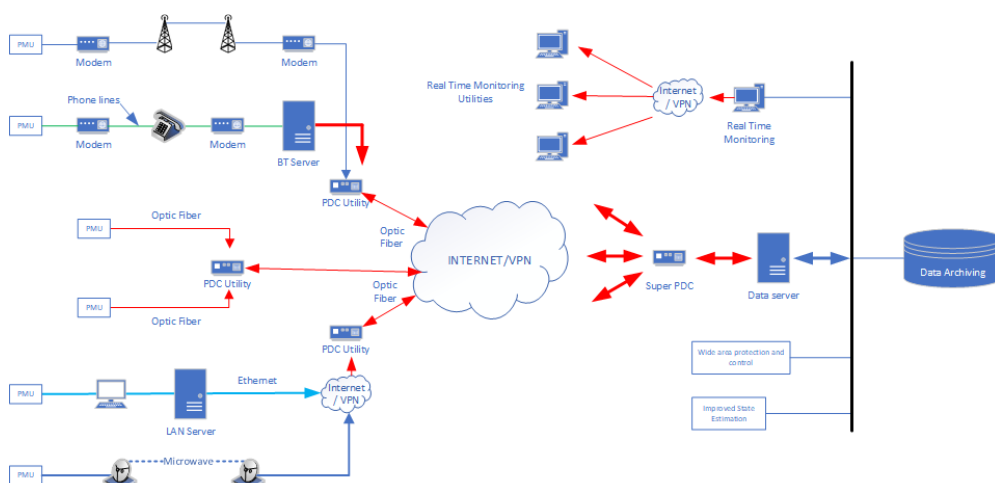 PMU
Modem
Modem
Phone lines
PMU
Modem
Modem
BT Server
PDC Utility
Real Time Monitoring
Utilities
Internet
/ VPN
Real Time
Monitoring
PMU
Optic Fiber
PDC Utility
PMU
Optic Fiber
Optic
Fiber
INTERNET/VPN
Optic
Fiber
Super PDC
Data server
Data Archiving
PDC Utility
Wide area protection and
control
Improved State
Estimation
PMU
LAN Server
Ethernet
Internet
/ VPN
PMU
Microwave